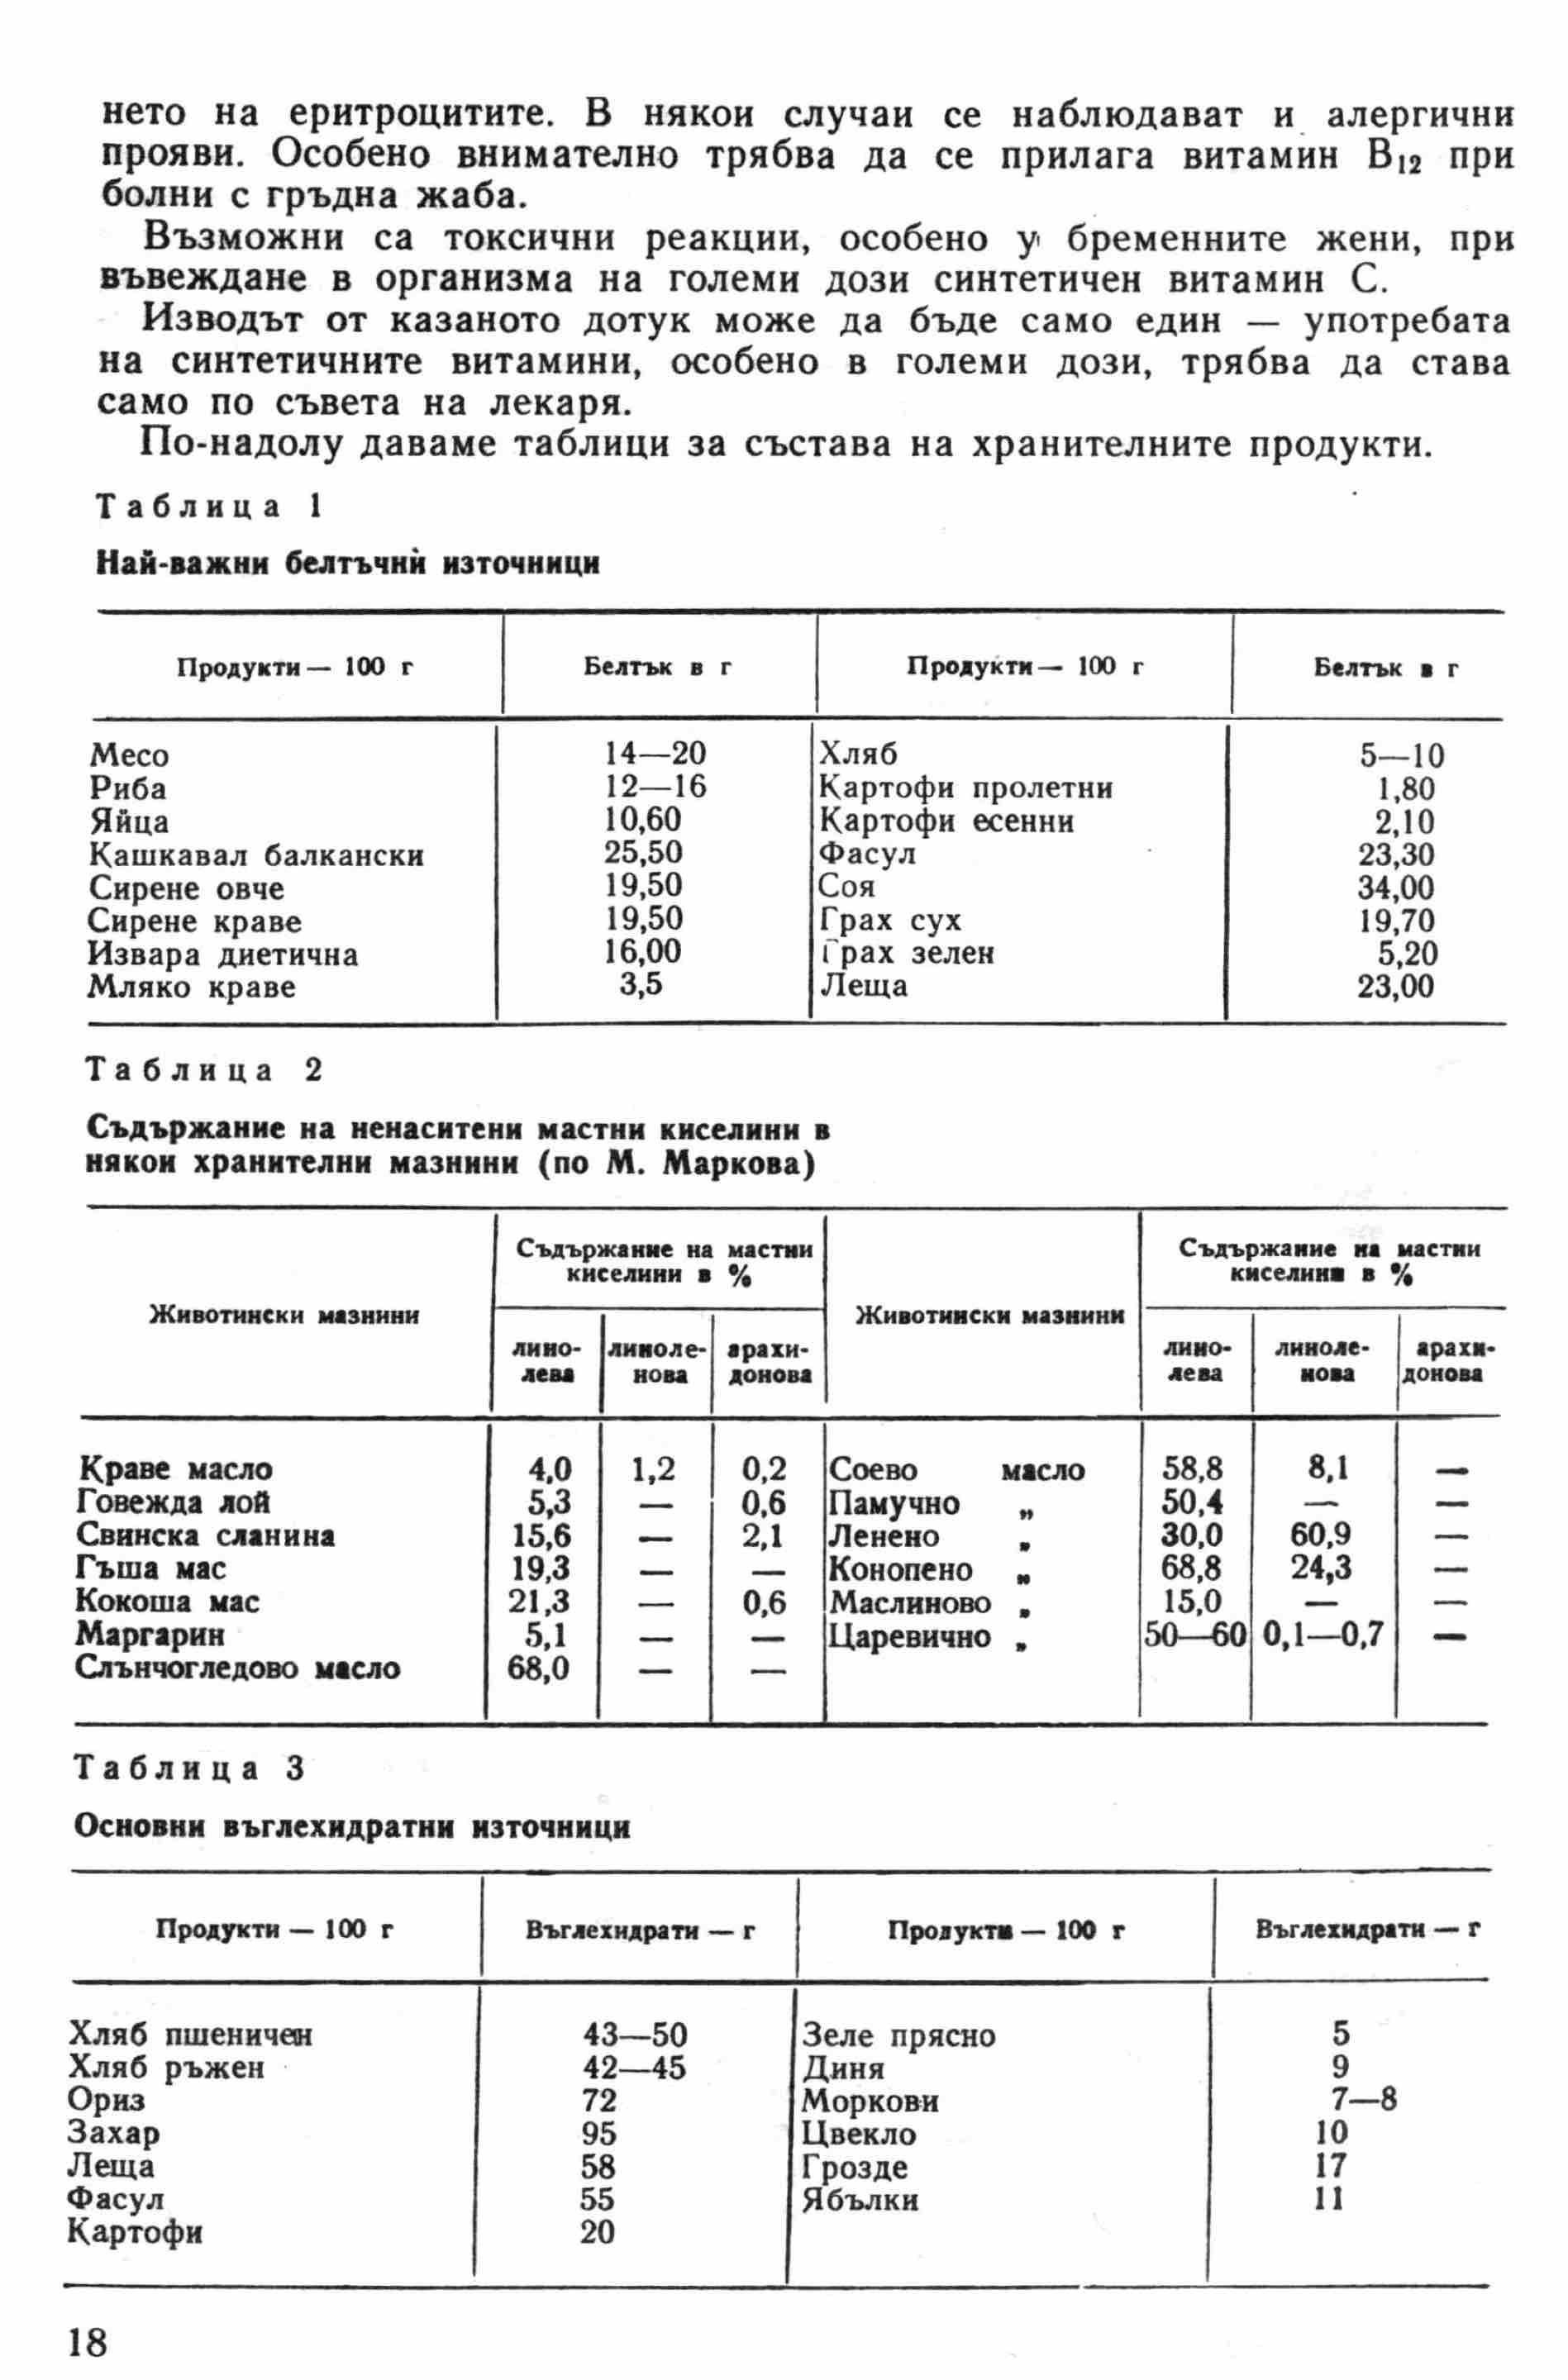 нето на еритроцитите. В някои случаи се наблюдават и алергични
прояви. Особено внимателно трябва да се прилага витамин B₁₂ при
болни с гръдна жаба.
Възможни са токсични реакции, особено у бременните жени, при
въвеждане в организма на големи дози синтетичен витамин С.
Изводът от казаното дотук може да бъде само един — употребата
на синтетичните витамини, особено в големи дози, трябва да става
само по съвета на лекаря.
По-надолу даваме таблици за състава на хранителните продукти.
Таблица 1
Най-важни белтъчни източници
Продукти — 100 г Белтък в г Продукти — 100 г Белтък в г
Месо 14—20 Хляб 5—10
Риба 12—16 Картофи пролетни 1,80
Яйца 10,60 Картофи есенни 2,10
Кашкавал балкански 25,50 Фасул 23,30
Сирене овче 19,50 Соя 34,00
Сирене краве 19,50 Грах сух 19,70
Извара диетична 16,00 Грах зелен 5,20
Мляко краве 3,5 Леща 23,00
Таблица 2
Съдържание на ненаситени мастни киселини в
някои хранителни мазнини (по М. Маркова)
Съдържание на мастни Съдържание на мастни
киселини в % киселини в %
Животински мазнини Животински мазнини
лино- линоле- арахи- лино- линоле- арахи-
лева нова донова лева нова донова
Краве масло 4,0 1,2 0,2 Соево масло 58,8 8,1 —
Говежда лой 5,3 — 0,6 Памучно „ 50,4 — —
Свинска сланина 15,6 — 2,1 Ленено „ 30,0 60,9 —
Гъша мас 19,3 — — Конопено „ 68,8 24,3 —
Кокоша мас 21,3 — 0,6 Маслиново „ 15,0 — —
Маргарин 5,1 — — Царевично „ 50—60 0,1—0,7 —
Слънчогледово масло 68,0 — —
Таблица 3
Основни въглехидратни източници
Продукти — 100 г Въглехидрати — г Продукти — 100 г Въглехидрати — г
Хляб пшеничен 43—50 Зеле прясно 5
Хляб ръжен 42—45 Диня 9
Ориз 72 Моркови 7—8
Захар 95 Цвекло 10
Леща 58 Грозде 17
Фасул 55 Ябълки 11
Картофи 20
18